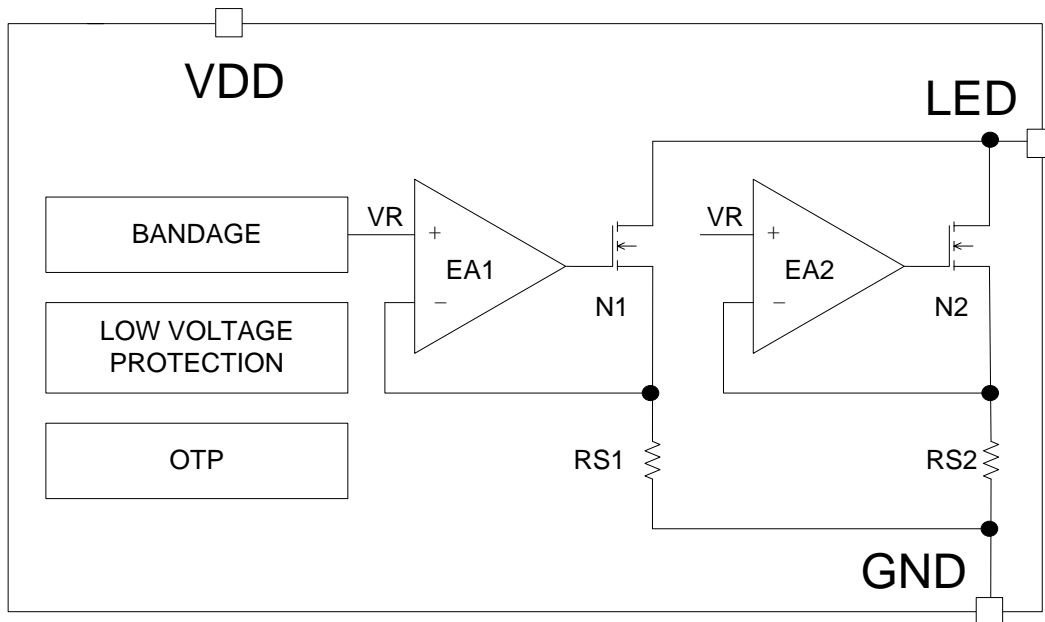 VDD
LED
BANDAGE
VR
+
EA1
−
N1
VR
+
EA2
−
N2
LOW VOLTAGE
PROTECTION
OTP
RS1
RS2
GND